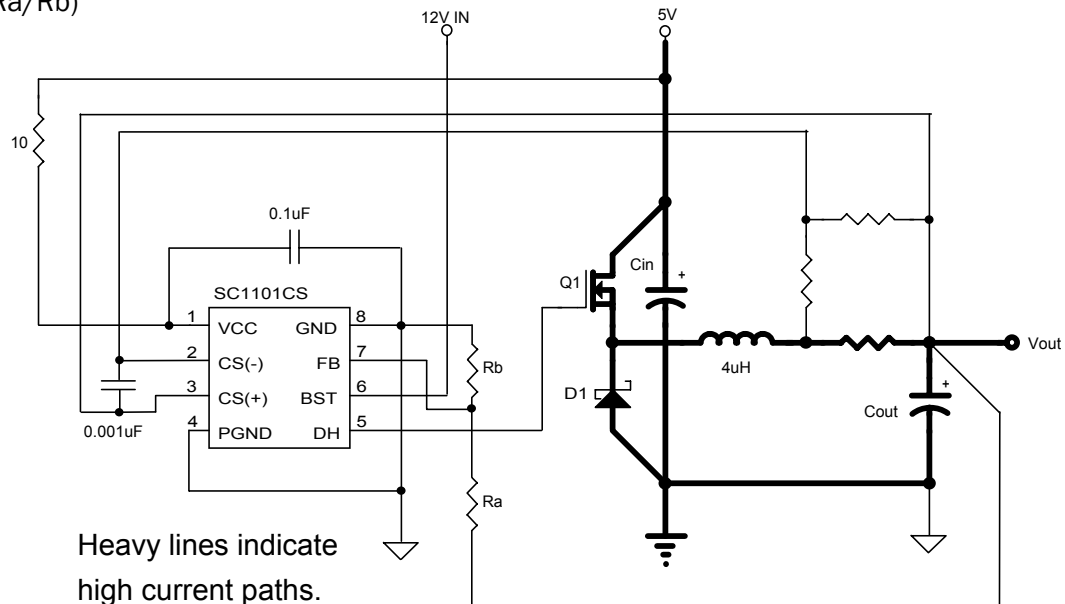 Ra/Rb)
12V IN
5V
10
0.1uF
SC1101CS
1
VCC
GND
8
2
CS(-)
FB
7
3
CS(+)
BST
6
4
PGND
DH
5
0.001uF
Rb
Ra
Q1
Cin
+
D1
4uH
Vout
Cout
+
Heavy lines indicate
high current paths.